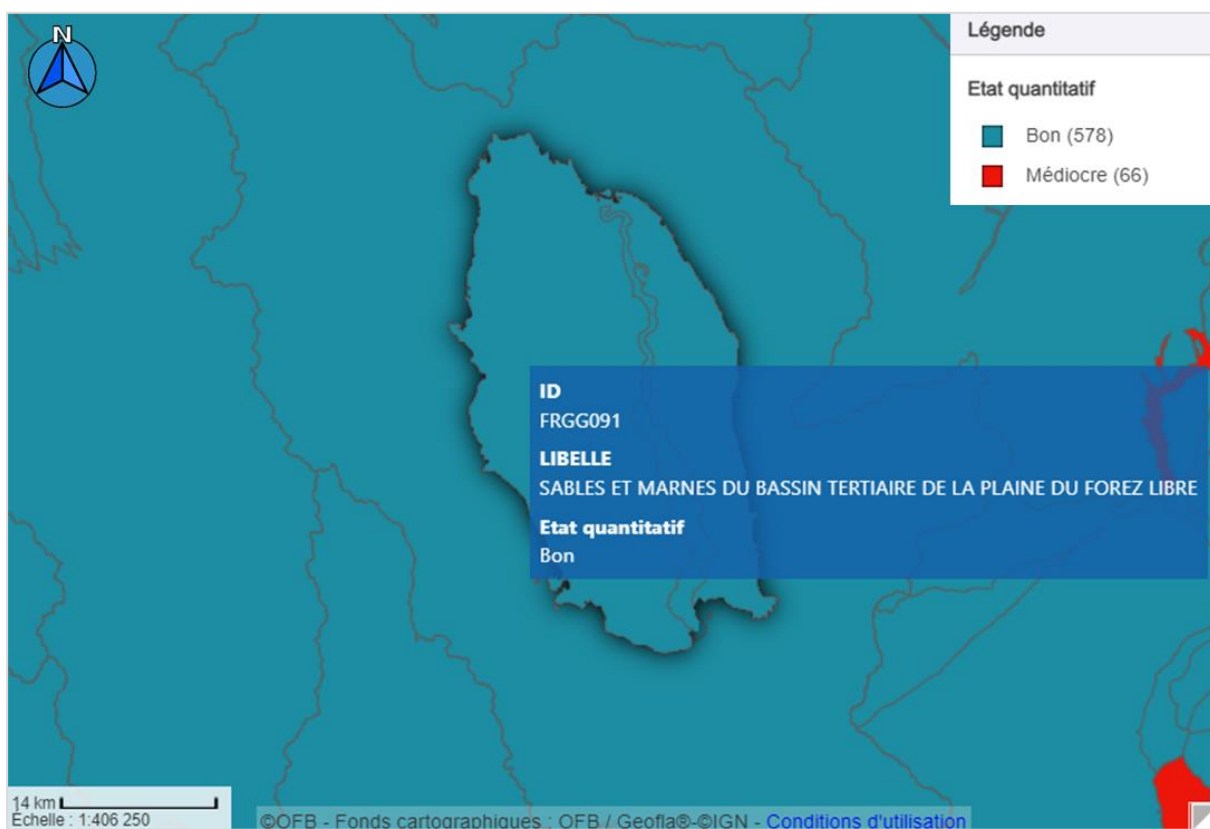 N
Légende
Etat quantitatif
Bon (578)
Médiocre (66)
ID
FRGG091
LIBELLE
SABLES ET MARNES DU BASSIN TERTIAIRE DE LA PLAINE DU FOREZ LIBRE
Etat quantitatif
Bon
14 km
Échelle : 1:406 250
©OFB - Fonds cartographiques : OFB / Geofla®-©IGN - Conditions d'utilisation